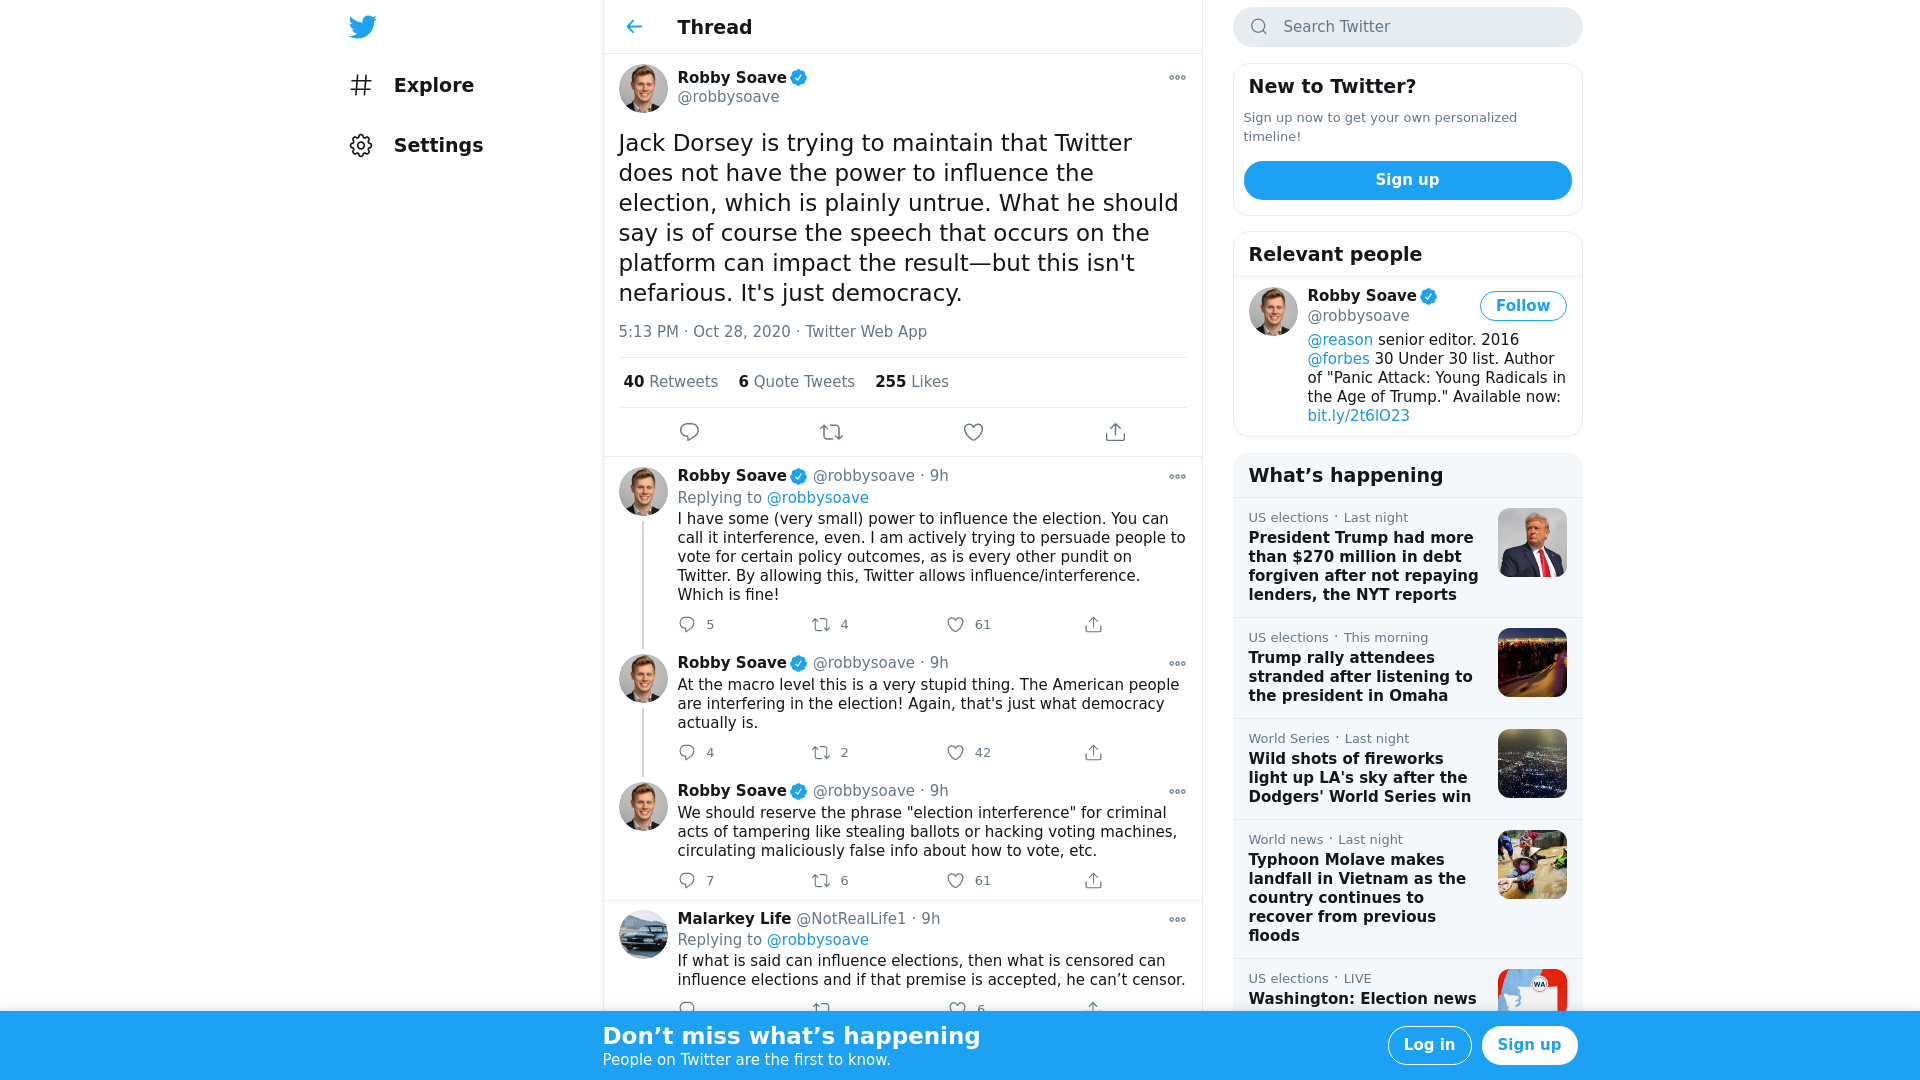 Explore
Settings
Thread
Robby Soave
@robbysoave
Jack Dorsey is trying to maintain that Twitter
does not have the power to influence the
election, which is plainly untrue. What he should
say is of course the speech that occurs on the
platform can impact the result—but this isn't
nefarious. It's just democracy.
5:13 PM · Oct 28, 2020 · Twitter Web App
40 Retweets 6 Quote Tweets 255 Likes
Robby Soave @robbysoave · 9h
Replying to @robbysoave
I have some (very small) power to influence the election. You can
call it interference, even. I am actively trying to persuade people to
vote for certain policy outcomes, as is every other pundit on
Twitter. By allowing this, Twitter allows influence/interference.
Which is fine!
5 4 61
Robby Soave @robbysoave · 9h
At the macro level this is a very stupid thing. The American people
are interfering in the election! Again, that's just what democracy
actually is.
4 2 42
Robby Soave @robbysoave · 9h
We should reserve the phrase "election interference" for criminal
acts of tampering like stealing ballots or hacking voting machines,
circulating maliciously false info about how to vote, etc.
7 6 61
Malarkey Life @NotRealLife1 · 9h
Replying to @robbysoave
If what is said can influence elections, then what is censored can
influence elections and if that premise is accepted, he can’t censor.
6
Search Twitter
New to Twitter?
Sign up now to get your own personalized
timeline!
Sign up
Relevant people
Robby Soave
@robbysoave
Follow
@reason senior editor. 2016
@forbes 30 Under 30 list. Author
of "Panic Attack: Young Radicals in
the Age of Trump." Available now:
bit.ly/2t6lO23
What’s happening
US elections · Last night
President Trump had more
than $270 million in debt
forgiven after not repaying
lenders, the NYT reports
US elections · This morning
Trump rally attendees
stranded after listening to
the president in Omaha
World Series · Last night
Wild shots of fireworks
light up LA's sky after the
Dodgers' World Series win
World news · Last night
Typhoon Molave makes
landfall in Vietnam as the
country continues to
recover from previous
floods
US elections · LIVE
Washington: Election news
WA
Don’t miss what’s happening
People on Twitter are the first to know.
Log in
Sign up